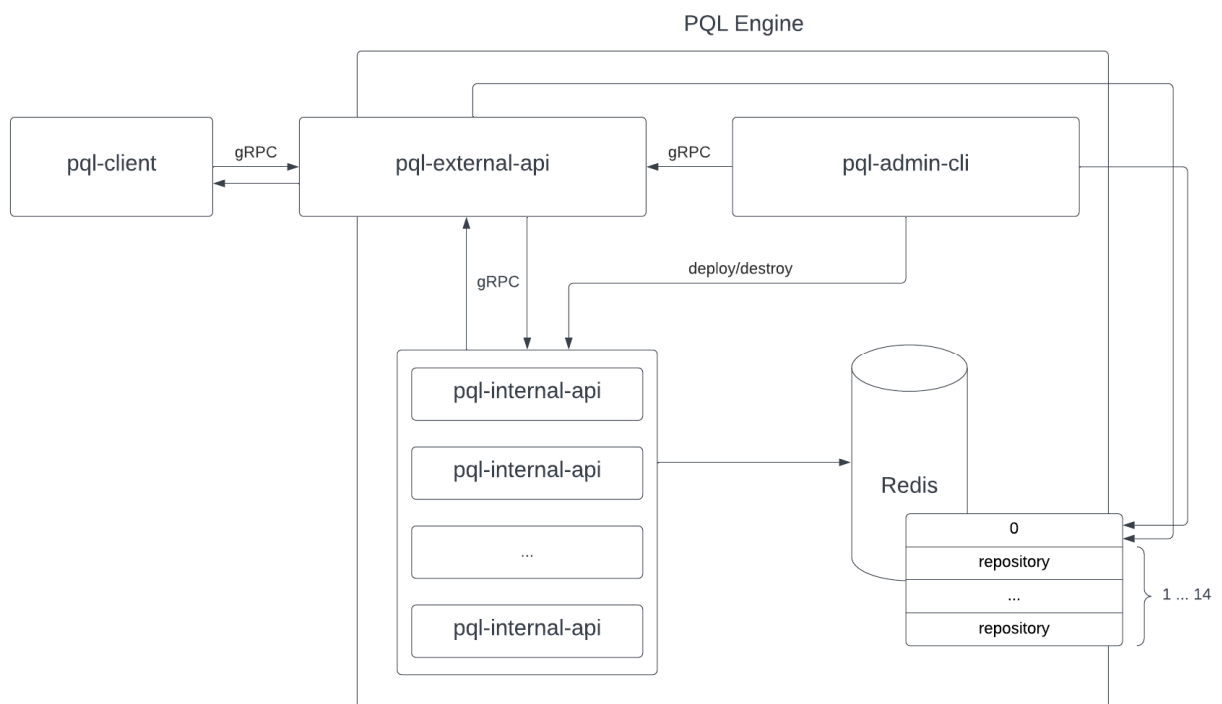 PQL Engine
pql-client
gRPC
pql-external-api
gRPC
pql-admin-cli
gRPC
deploy/destroy
pql-internal-api
pql-internal-api
...
pql-internal-api
Redis
0
repository
...
repository
1 ... 14